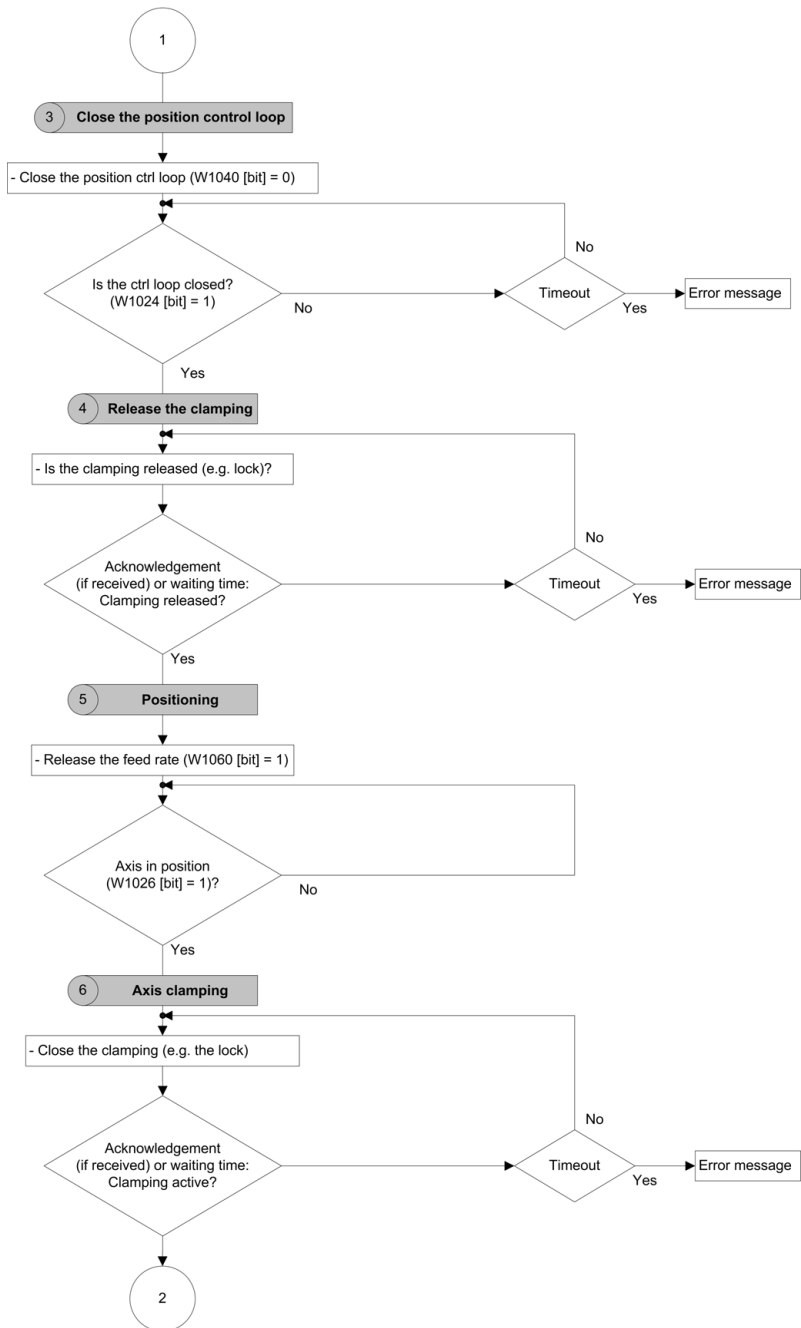 1
3 Close the position control loop
- Close the position ctrl loop (W1040 [bit] = 0)
No
Is the ctrl loop closed?
(W1024 [bit] = 1)
No
Timeout
Yes
Error message
Yes
4 Release the clamping
- Is the clamping released (e.g. lock)?
No
Acknowledgement
(if received) or waiting time:
Clamping released?
Timeout
Yes
Error message
Yes
5 Positioning
- Release the feed rate (W1060 [bit] = 1)
Axis in position
(W1026 [bit] = 1)?
No
Yes
6 Axis clamping
- Close the clamping (e.g. the lock)
No
Acknowledgement
(if received) or waiting time:
Clamping active?
Timeout
Yes
Error message
2